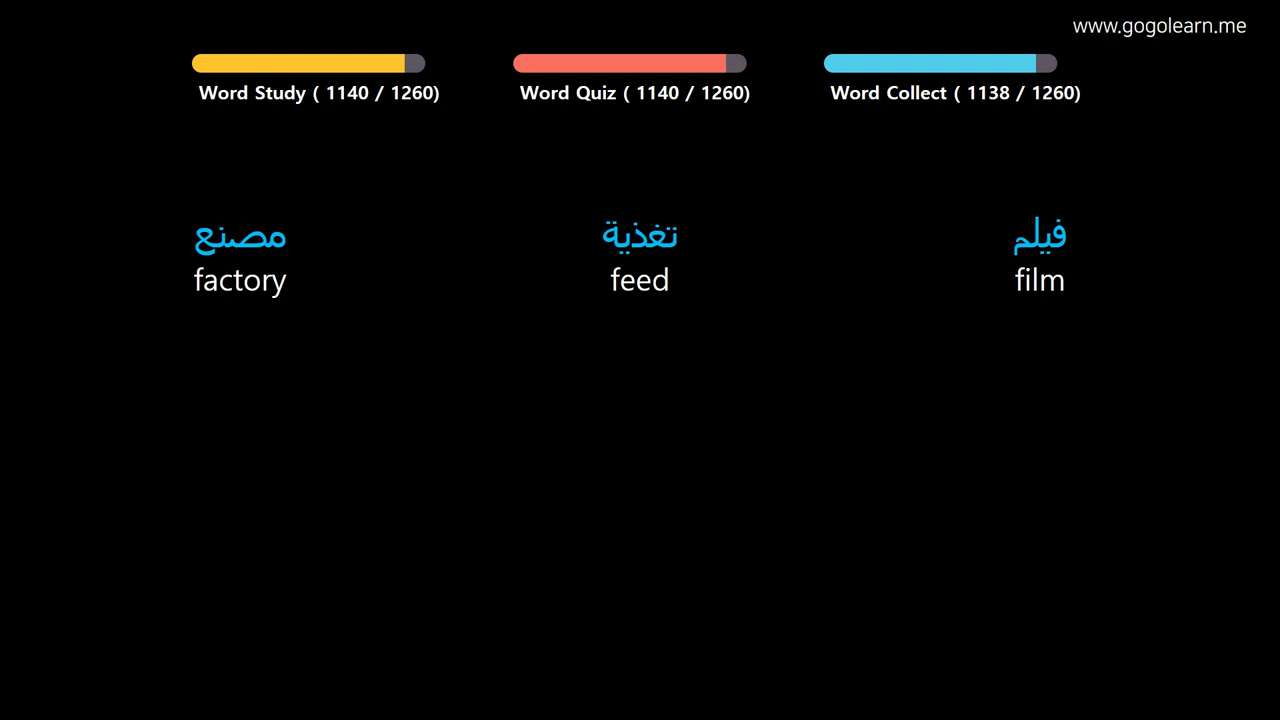 www.gogolearn.me
Word Study ( 1140 / 1260)
Word Quiz ( 1140 / 1260)
Word Collect ( 1138 / 1260)
مصنع
factory
تغذية
feed
فيلم
film